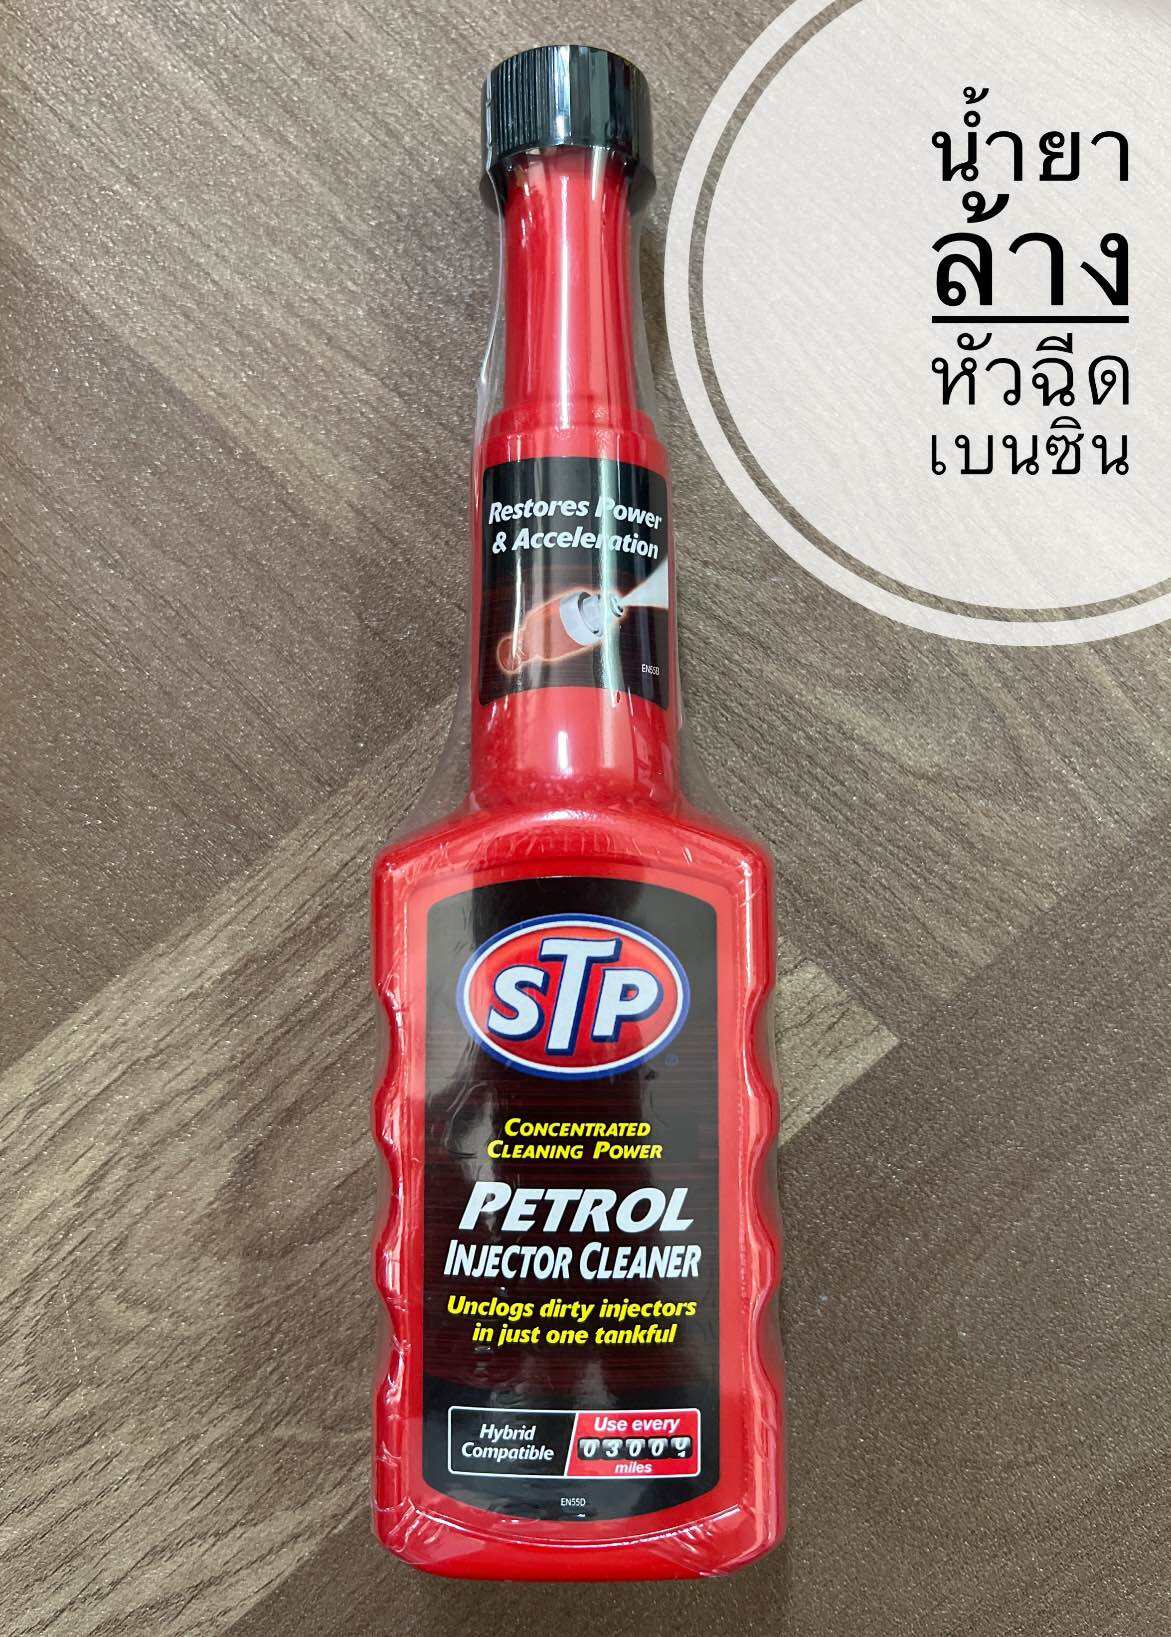 น้ำยา
ล้าง
หัวฉีด
เบนซิน
Restores Power
& Acceleration
EN55D
STP
®
CONCENTRATED
CLEANING POWER
PETROL
INJECTOR CLEANER
Unclogs dirty injectors
in just one tankful
Hybrid
Compatible
Use every
03000
miles
EN55D